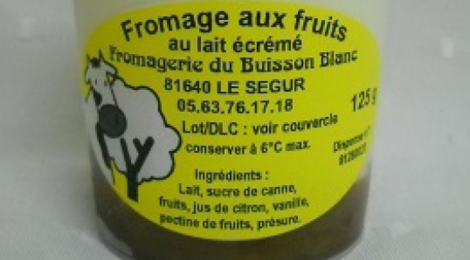 Fromage aux fruits
au lait écrémé
Fromagerie du Buisson Blanc
81640 LE SEGUR
05.63.76.17.18
125 g
Lot/DLC : voir couvercle
conserver à 6°C max.
Dispense n°
Ingrédients :
Lait, sucre de canne,
fruits, jus de citron, vanille,
pectine de fruits, présure.